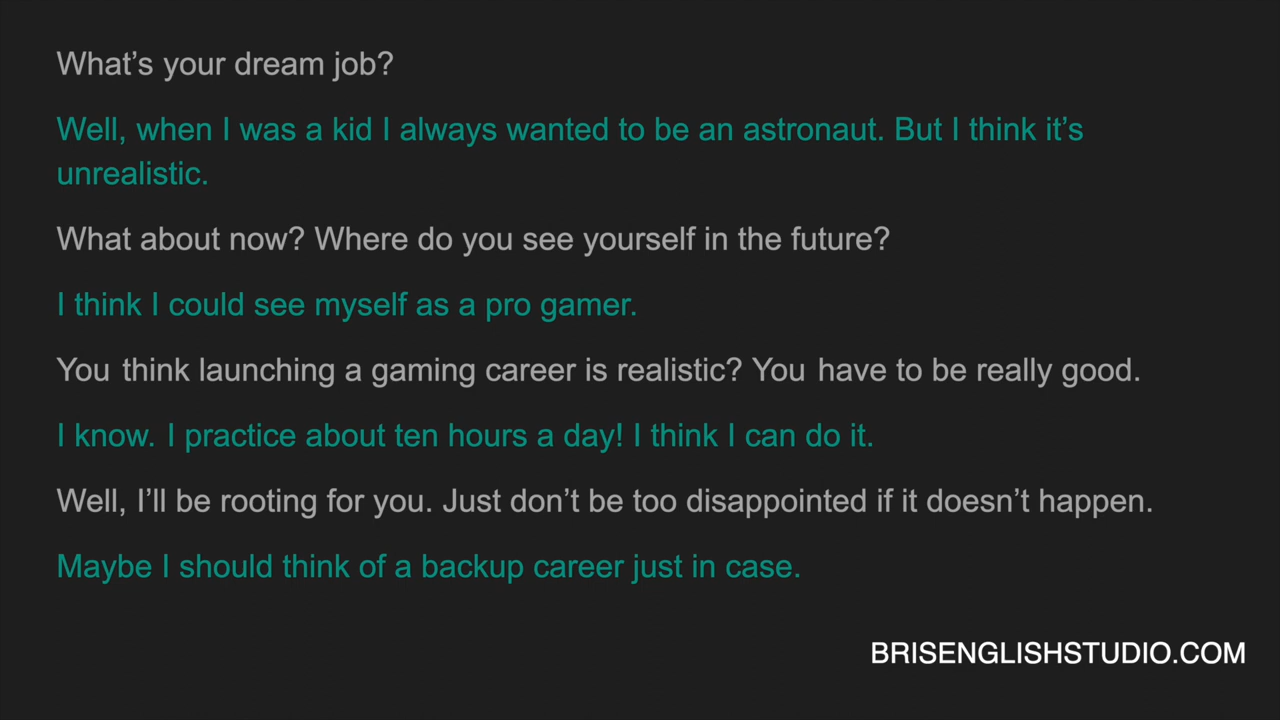 What’s your dream job?
Well, when I was a kid I always wanted to be an astronaut. But I think it’s
unrealistic.
What about now? Where do you see yourself in the future?
I think I could see myself as a pro gamer.
You think launching a gaming career is realistic? You have to be really good.
I know. I practice about ten hours a day! I think I can do it.
Well, I’ll be rooting for you. Just don’t be too disappointed if it doesn’t happen.
Maybe I should think of a backup career just in case.
BRISENGLISHSTUDIO.COM